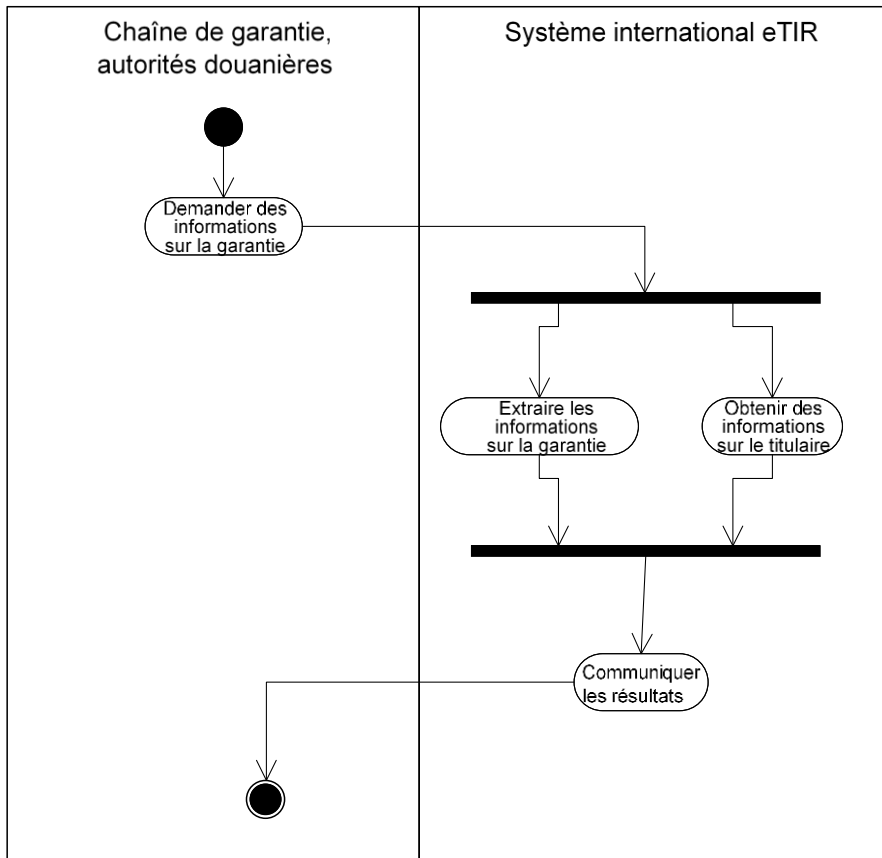 Chaîne de garantie,
autorités douanières
Système international eTIR
Demander des
informations
sur la garantie
Extraire les
informations
sur la garantie
Obtenir des
informations
sur le titulaire
Communiquer
les résultats